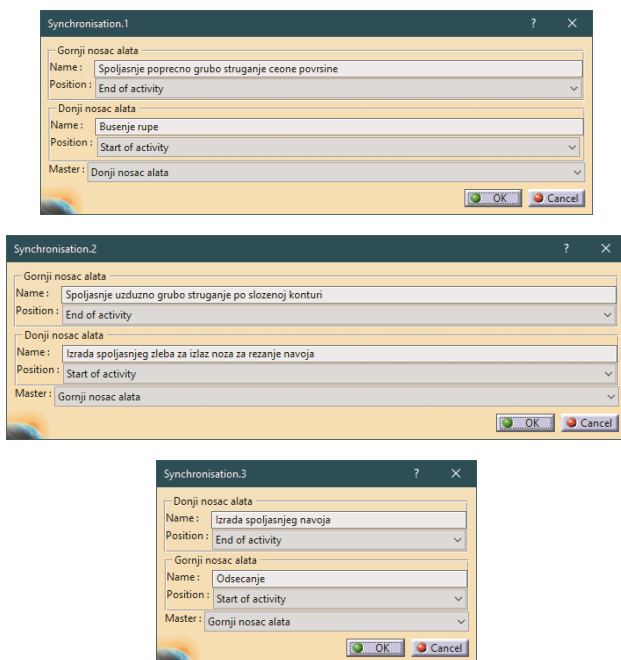 Synchronisation.1 ? ×
Gornji nosac alata
Name : Spoljasnje poprecno grubo struganje ceone povrsine
Position : End of activity
Donji nosac alata
Name : Busenje rupe
Position : Start of activity
Master : Donji nosac alata
OK Cancel
Synchronisation.2 ? ×
Gornji nosac alata
Name : Spoljasnje uzduzno grubo struganje po slozenoj konturi
Position : End of activity
Donji nosac alata
Name : Izrada spoljasnjeg zleba za izlaz noza za rezanje navoja
Position : Start of activity
Master : Gornji nosac alata
OK Cancel
Synchronisation.3 ? ×
Donji nosac alata
Name : Izrada spoljasnjeg navoja
Position : End of activity
Gornji nosac alata
Name : Odsecanje
Position : Start of activity
Master : Gornji nosac alata
OK Cancel